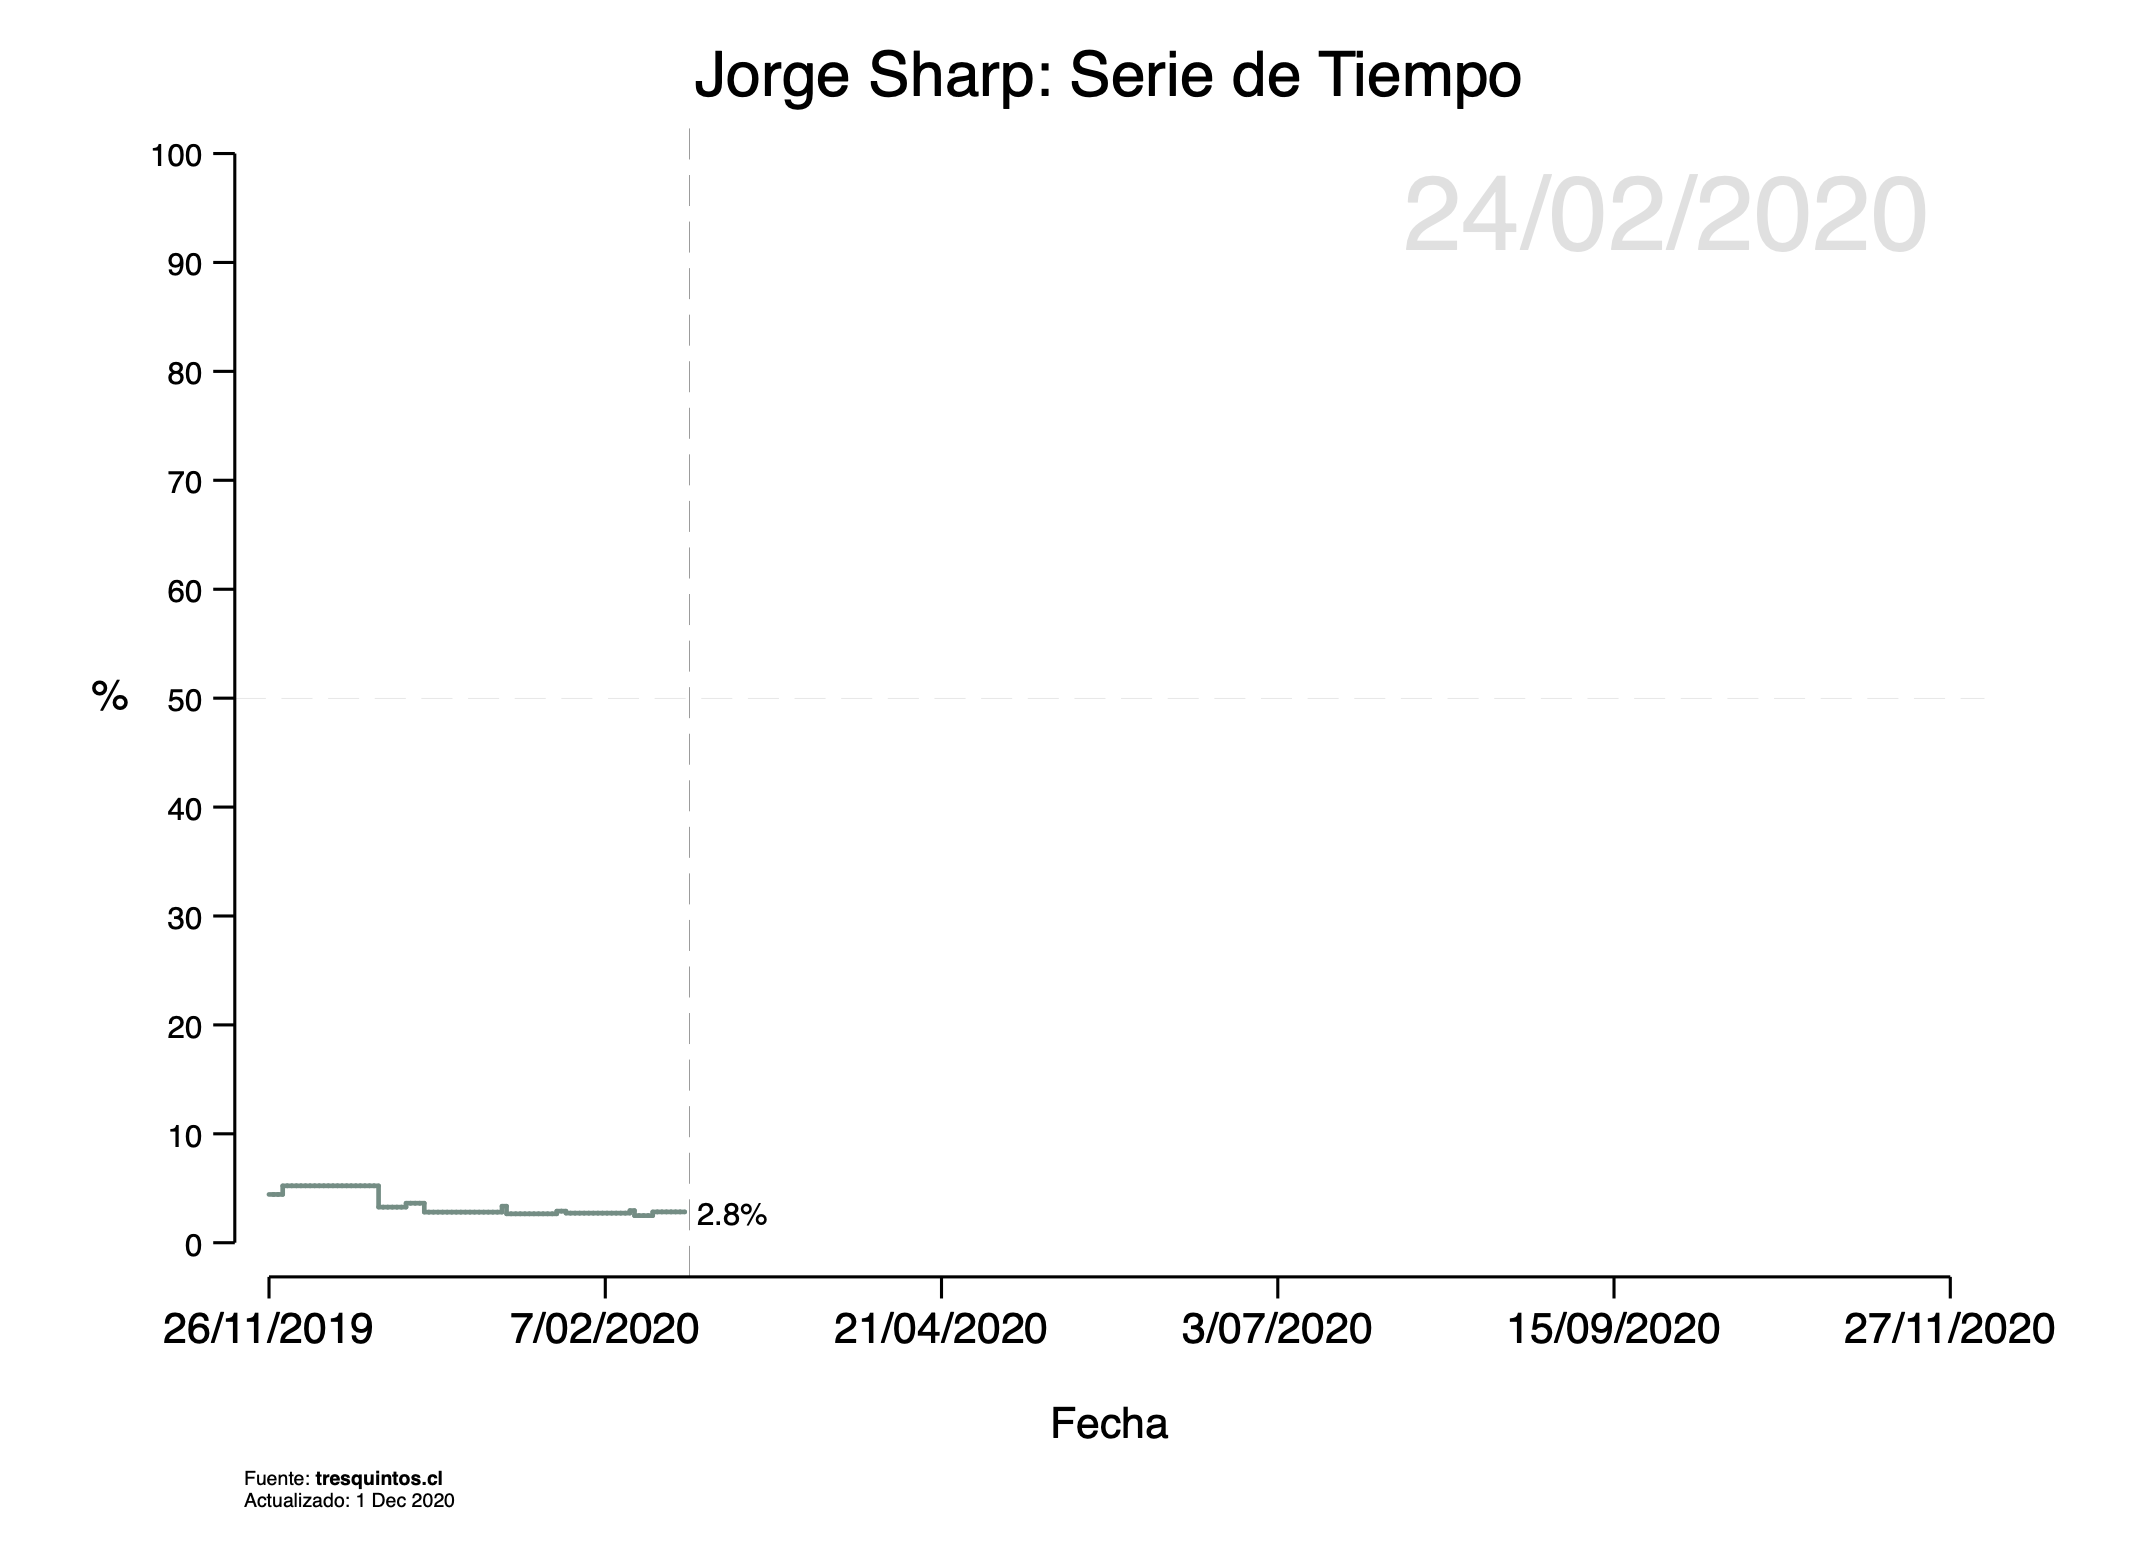 Jorge Sharp: Serie de Tiempo
24/02/2020
100
90
80
70
60
% 50
40
30
20
10
0
2.8%
26/11/2019 7/02/2020 21/04/2020 3/07/2020 15/09/2020 27/11/2020
Fecha
Fuente: tresquintos.cl
Actualizado: 1 Dec 2020